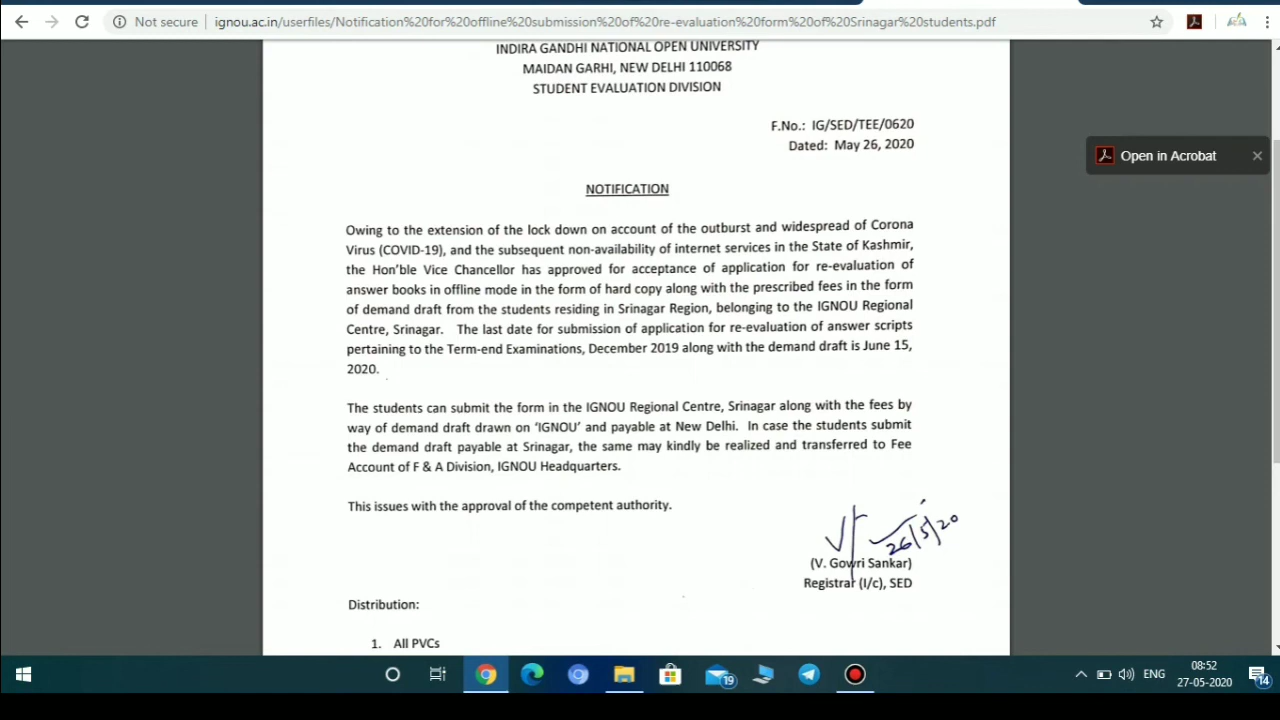 Not secure
ignou.ac.in/userfiles/Notification%20for%20offline%20submission%20of%20re-evaluation%20form%20of%20Srinagar%20students.pdf
INDIRA GANDHI NATIONAL OPEN UNIVERSITY
MAIDAN GARHI, NEW DELHI 110068
STUDENT EVALUATION DIVISION
F.No.: IG/SED/TEE/0620
Dated: May 26, 2020
Open in Acrobat
NOTIFICATION
Owing to the extension of the lock down on account of the outburst and widespread of Corona
Virus (COVID-19), and the subsequent non-availability of internet services in the State of Kashmir,
the Hon'ble Vice Chancellor has approved for acceptance of application for re-evaluation of
answer books in offline mode in the form of hard copy along with the prescribed fees in the form
of demand draft from the students residing in Srinagar Region, belonging to the IGNOU Regional
Centre, Srinagar. The last date for submission of application for re-evaluation of answer scripts
pertaining to the Term-end Examinations, December 2019 along with the demand draft is June 15,
2020.
The students can submit the form in the IGNOU Regional Centre, Srinagar along with the fees by
way of demand draft drawn on 'IGNOU' and payable at New Delhi. In case the students submit
the demand draft payable at Srinagar, the same may kindly be realized and transferred to Fee
Account of F & A Division, IGNOU Headquarters.
This issues with the approval of the competent authority.
26/5/20
(V. Gowri Sankar)
Registrar (I/c), SED
Distribution:
1. All PVCs
19
ENG
08:52
27-05-2020
14